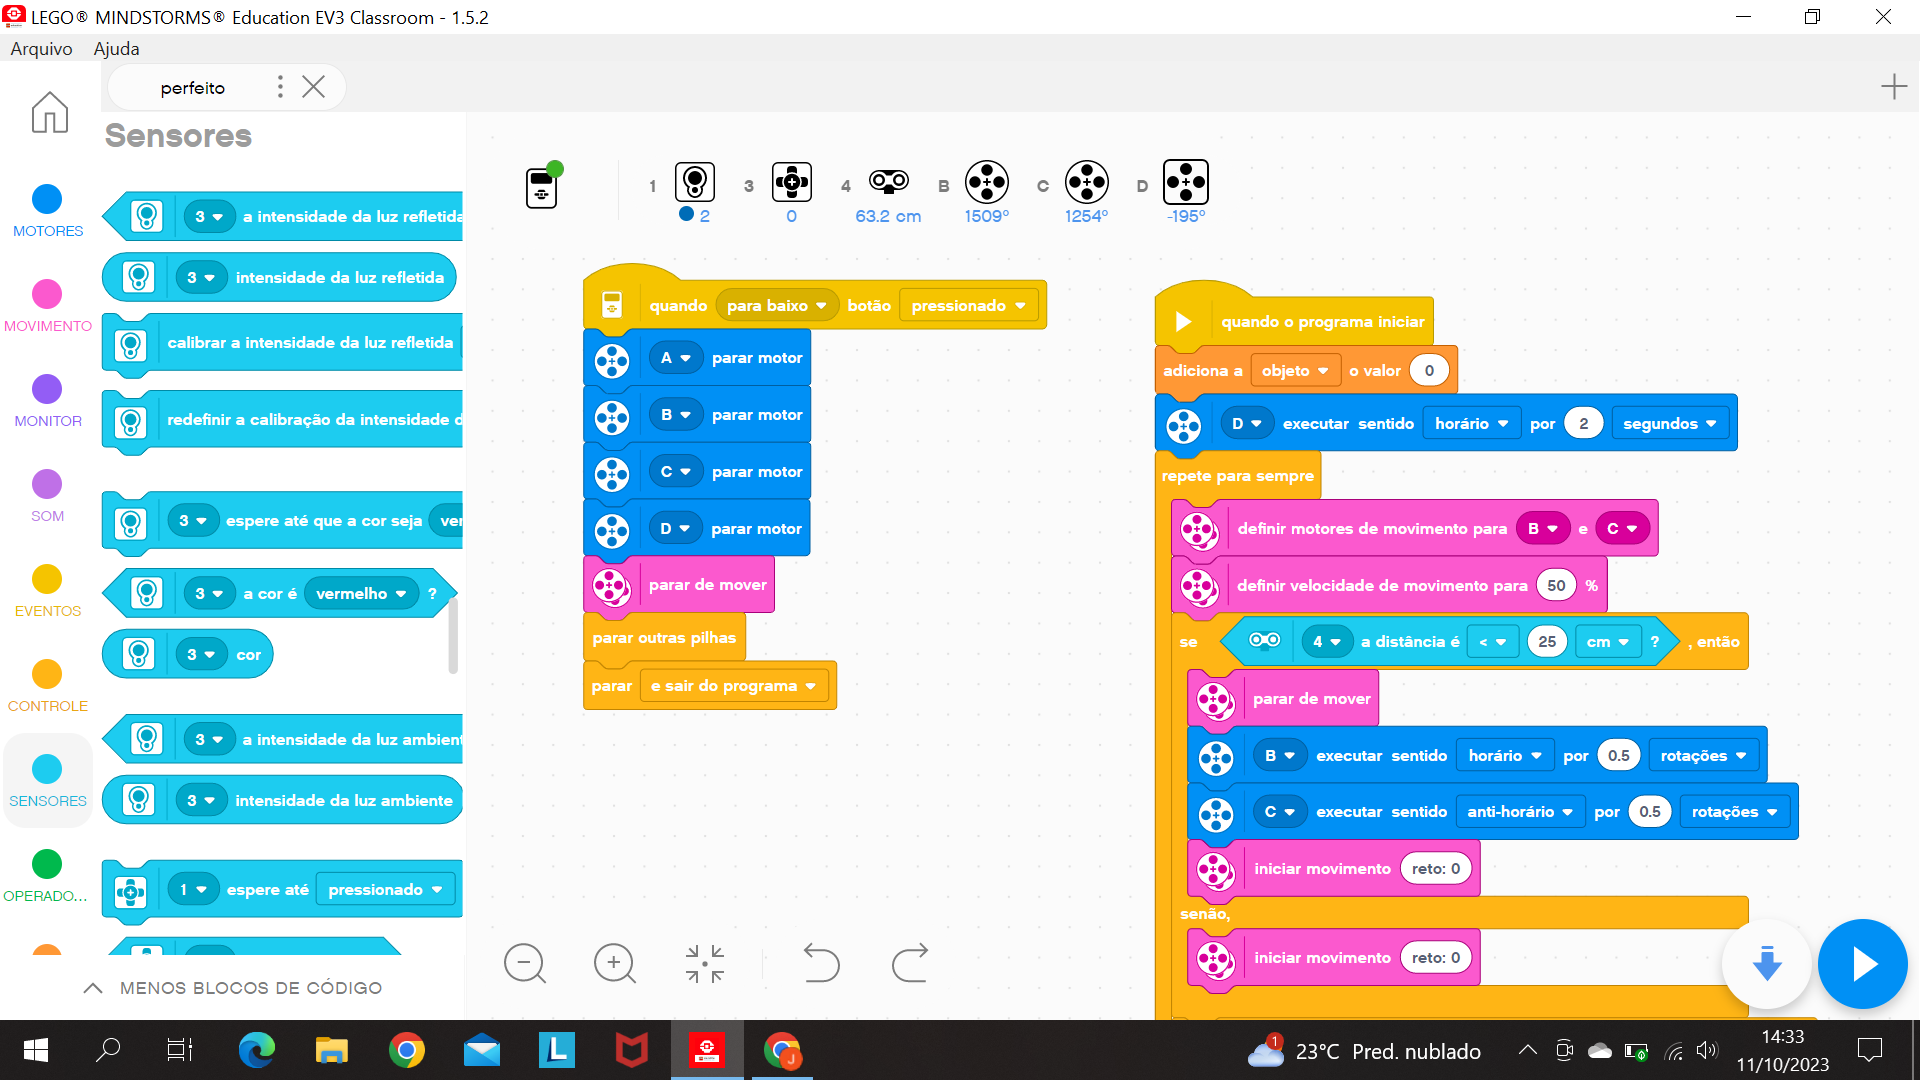 LEGO® MINDSTORMS® Education EV3 Classroom - 1.5.2
Arquivo Ajuda
perfeito
Sensores
MOTORES
MOVIMENTO
MONITOR
SOM
EVENTOS
CONTROLE
SENSORES
OPERADO...
3 a intensidade da luz refletida
3 intensidade da luz refletida
calibrar a intensidade da luz refletida
redefinir a calibração da intensidade d
3 espere até que a cor seja ver
3 a cor é vermelho ?
3 cor
3 a intensidade da luz ambient
3 intensidade da luz ambiente
1 espere até pressionado
MENOS BLOCOS DE CÓDIGO
1 3 4 B C D
2 0 63.2 cm 1509° 1254° -195°
quando para baixo botão pressionado
A parar motor
B parar motor
C parar motor
D parar motor
parar de mover
parar outras pilhas
parar e sair do programa
quando o programa iniciar
adiciona a objeto o valor 0
D executar sentido horário por 2 segundos
repete para sempre
definir motores de movimento para B e C
definir velocidade de movimento para 50 %
se 4 a distância é < 25 cm ? , então
parar de mover
B executar sentido horário por 0.5 rotações
C executar sentido anti-horário por 0.5 rotações
iniciar movimento reto: 0
senão,
iniciar movimento reto: 0
L
J
1
23°C Pred. nublado
14:33
11/10/2023